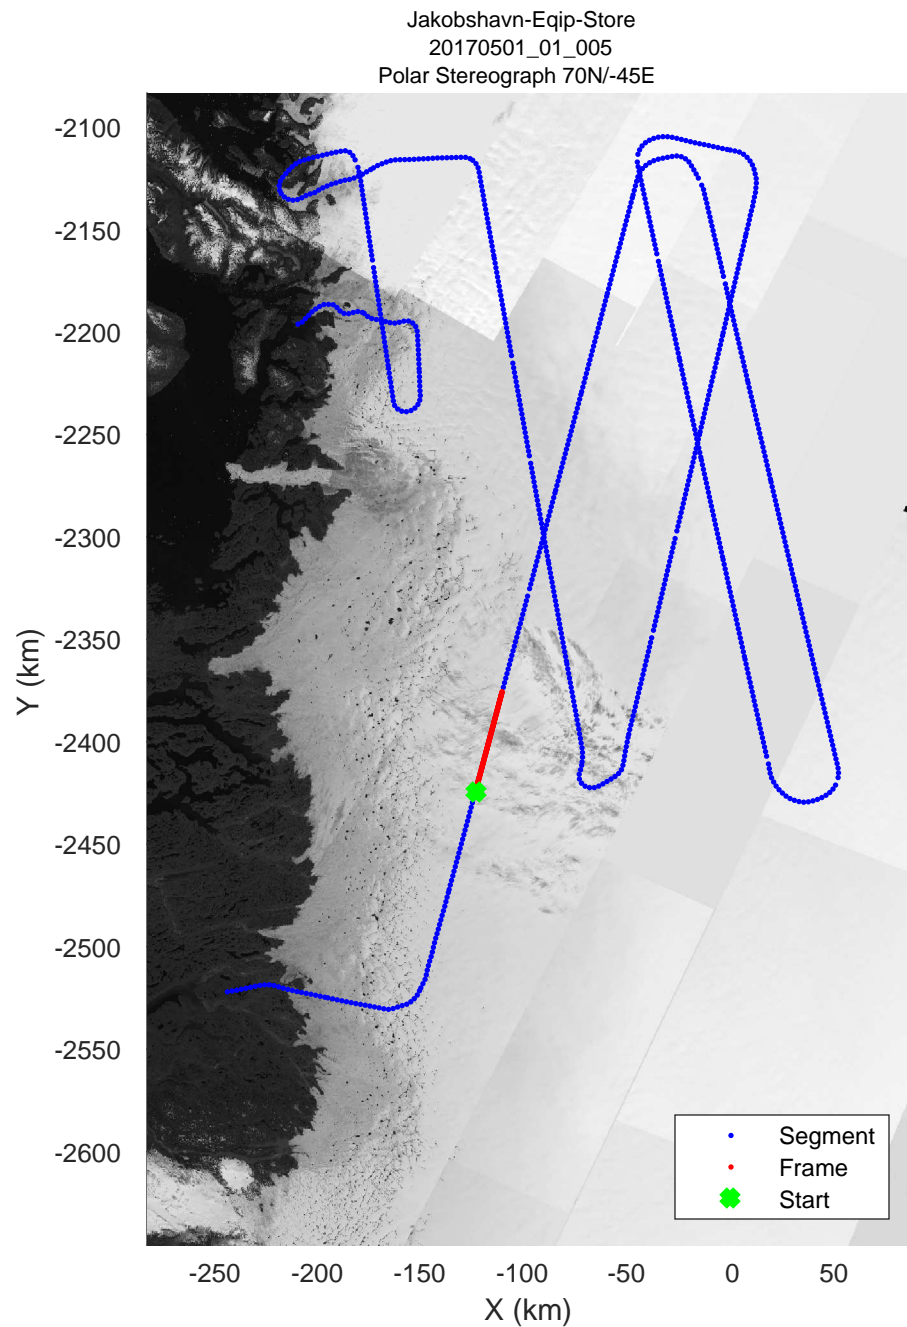 Jakobshavn-Eqip-Store
20170501_01_005
Polar Stereograph 70N/-45E
-2100
-2150
-2200
-2250
-2300
-2350
-2400
-2450
-2500
-2550
-2600
Y (km)
Segment
Frame
Start
-250 -200 -150 -100 -50 0 50
X (km)